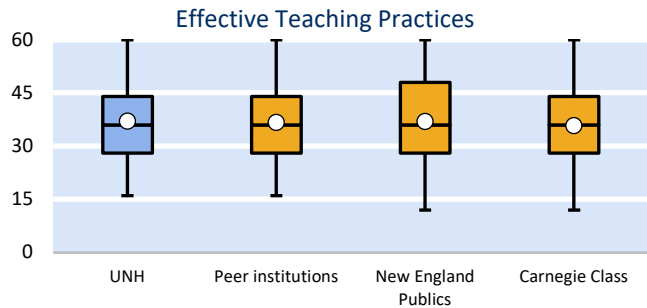 Effective Teaching Practices
60
45
30
15
0
UNH
Peer institutions
New England
Publics
Carnegie Class